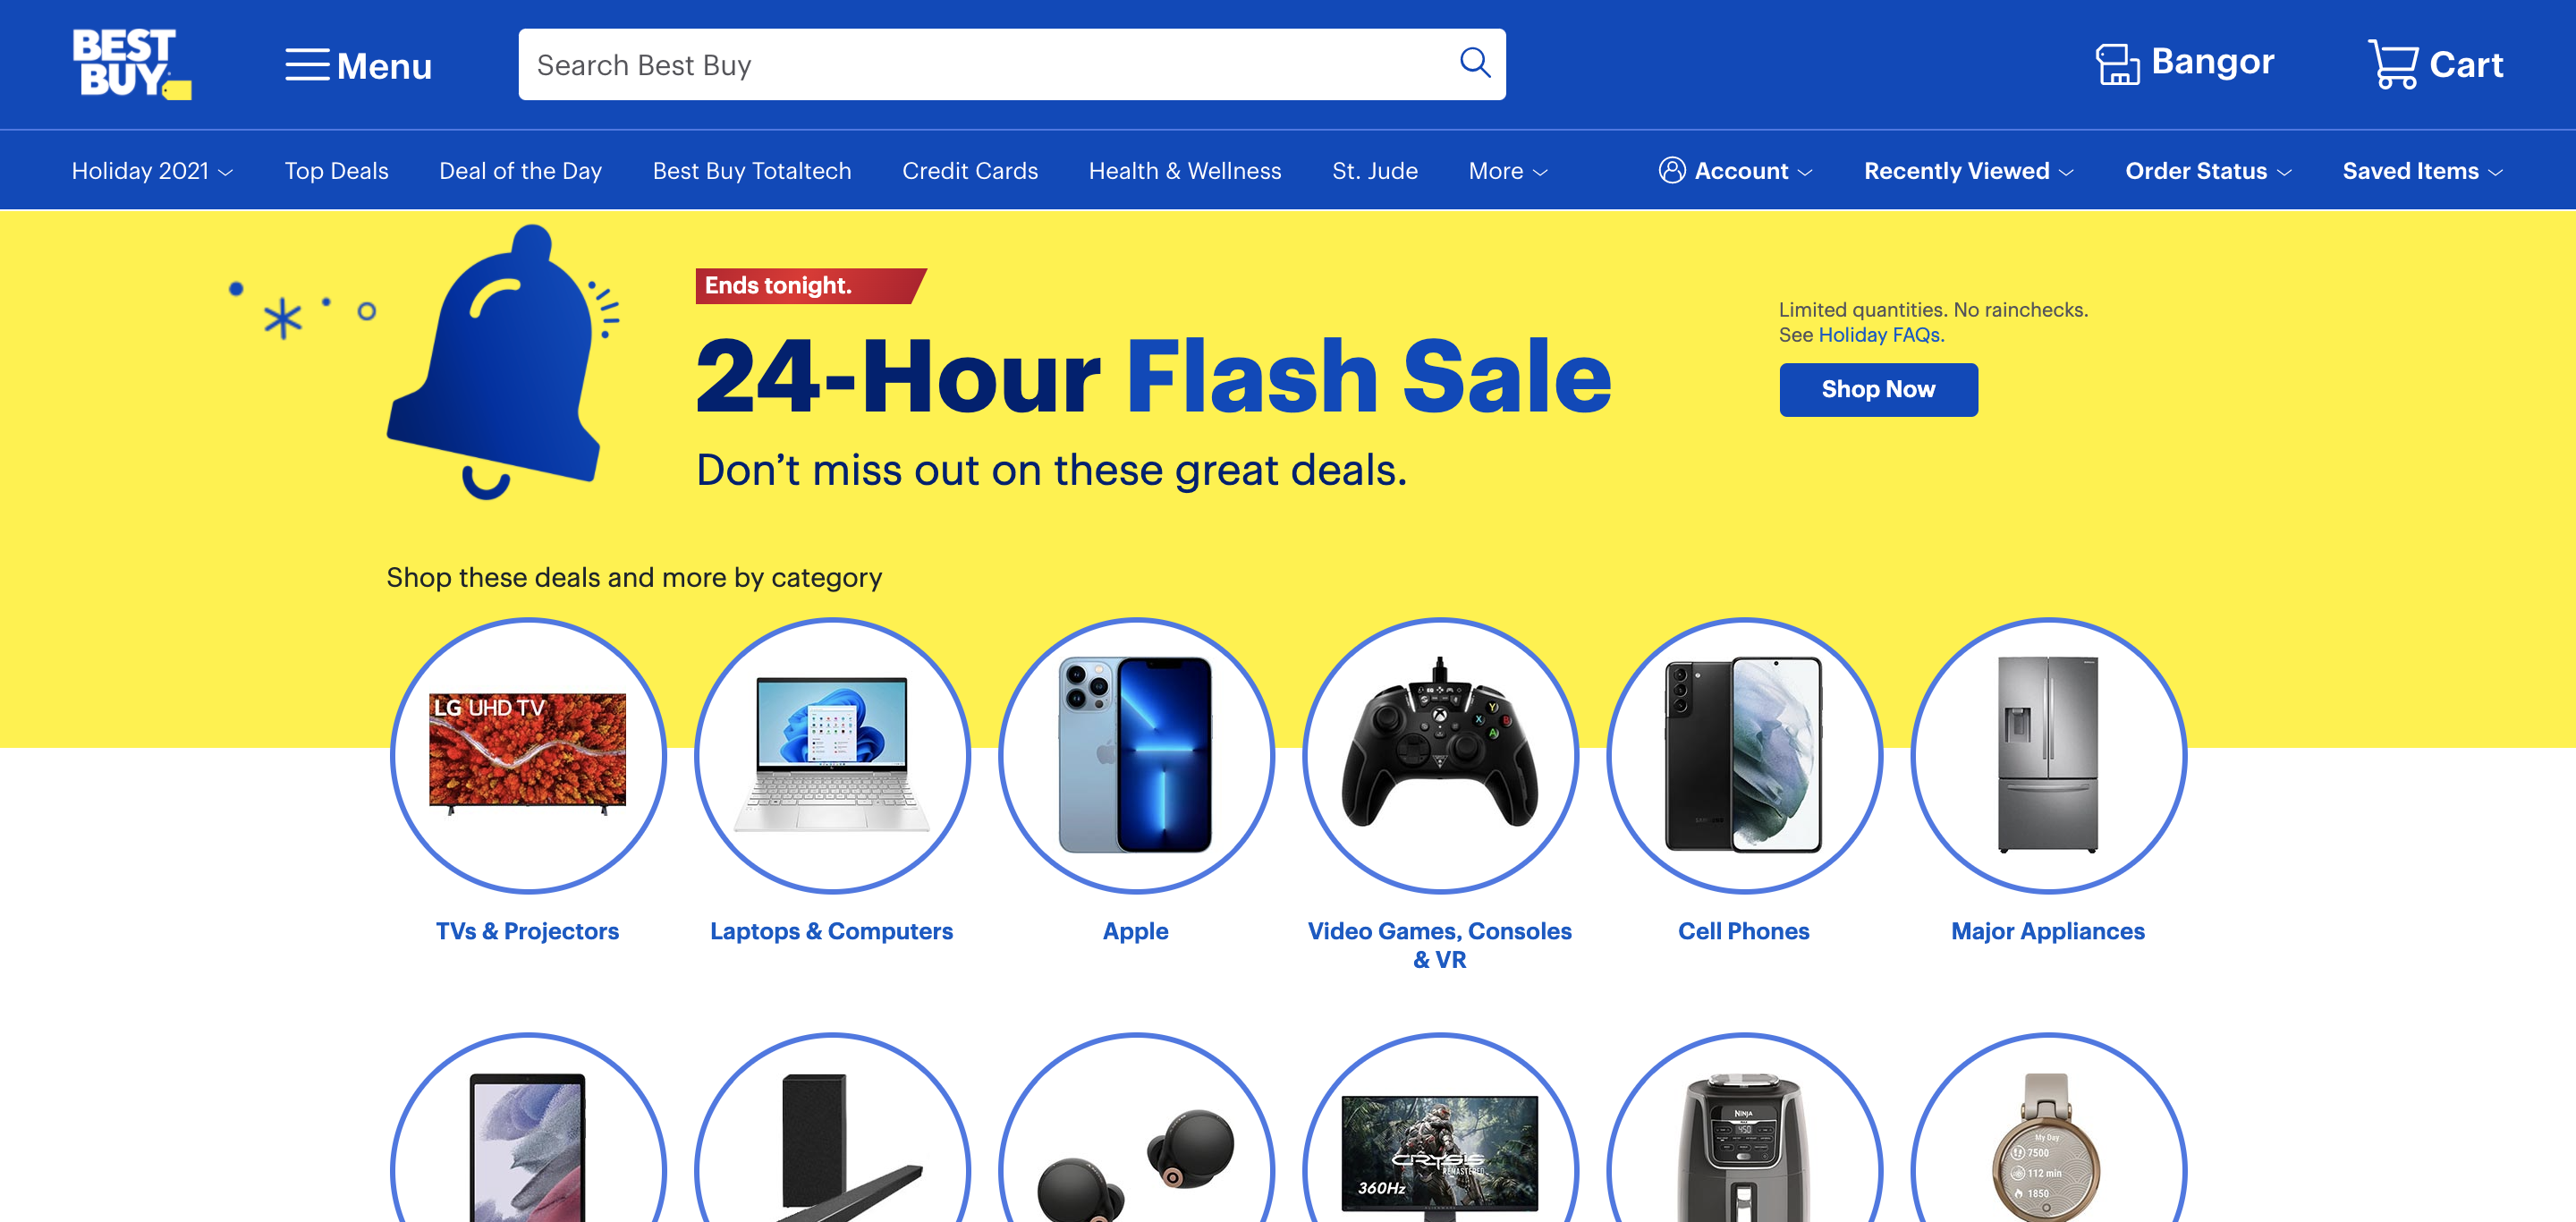 BEST
BUY
Menu
Search Best Buy
Bangor
Cart
Holiday 2021
Top Deals
Deal of the Day
Best Buy Totaltech
Credit Cards
Health & Wellness
St. Jude
More
Account
Recently Viewed
Order Status
Saved Items
Ends tonight.
24-Hour Flash Sale
Don’t miss out on these great deals.
Limited quantities. No rainchecks.
See Holiday FAQs.
Shop Now
Shop these deals and more by category
LG UHD TV
Y
X
B
A
SAMSUNG
TVs & Projectors
Laptops & Computers
Apple
Video Games, Consoles
& VR
Cell Phones
Major Appliances
CRYSIS
REMASTERED
360Hz
ALIENWARE
NINJA
450
My Day
7500
112 min
1850